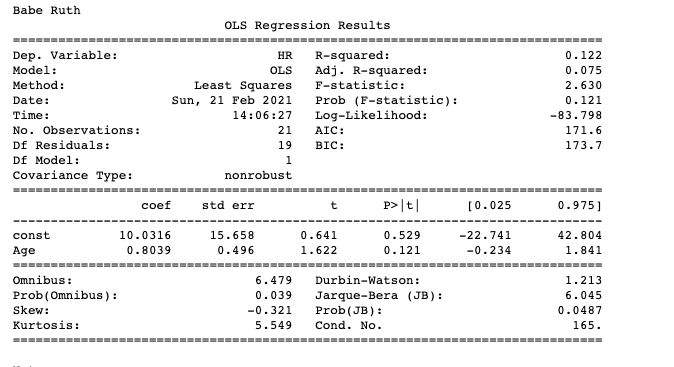 Babe Ruth
OLS Regression Results
==============================================================================
Dep. Variable: HR R-squared: 0.122
Model: OLS Adj. R-squared: 0.075
Method: Least Squares F-statistic: 2.630
Date: Sun, 21 Feb 2021 Prob (F-statistic): 0.121
Time: 14:06:27 Log-Likelihood: -83.798
No. Observations: 21 AIC: 171.6
Df Residuals: 19 BIC: 173.7
Df Model: 1
Covariance Type: nonrobust
==============================================================================
coef std err t P>|t| [0.025 0.975]
------------------------------------------------------------------------------
const 10.0316 15.658 0.641 0.529 -22.741 42.804
Age 0.8039 0.496 1.622 0.121 -0.234 1.841
==============================================================================
Omnibus: 6.479 Durbin-Watson: 1.213
Prob(Omnibus): 0.039 Jarque-Bera (JB): 6.045
Skew: -0.321 Prob(JB): 0.0487
Kurtosis: 5.549 Cond. No. 165.
==============================================================================